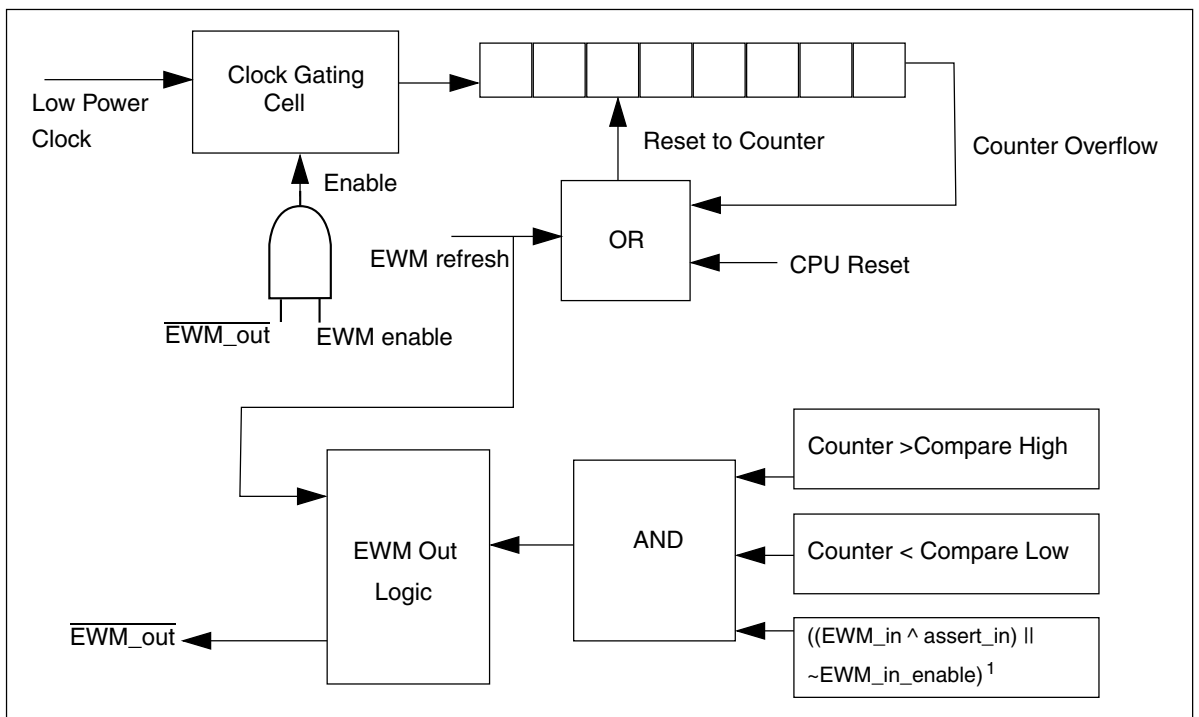 Clock Gating
Cell
Low Power
Clock
Reset to Counter
Counter Overflow
Enable
OR
EWM refresh
CPU Reset
EWM_out
EWM enable
Counter >Compare High
EWM Out
Logic
AND
Counter < Compare Low
EWM_out
((EWM_in ^ assert_in) ||
~EWM_in_enable) 1